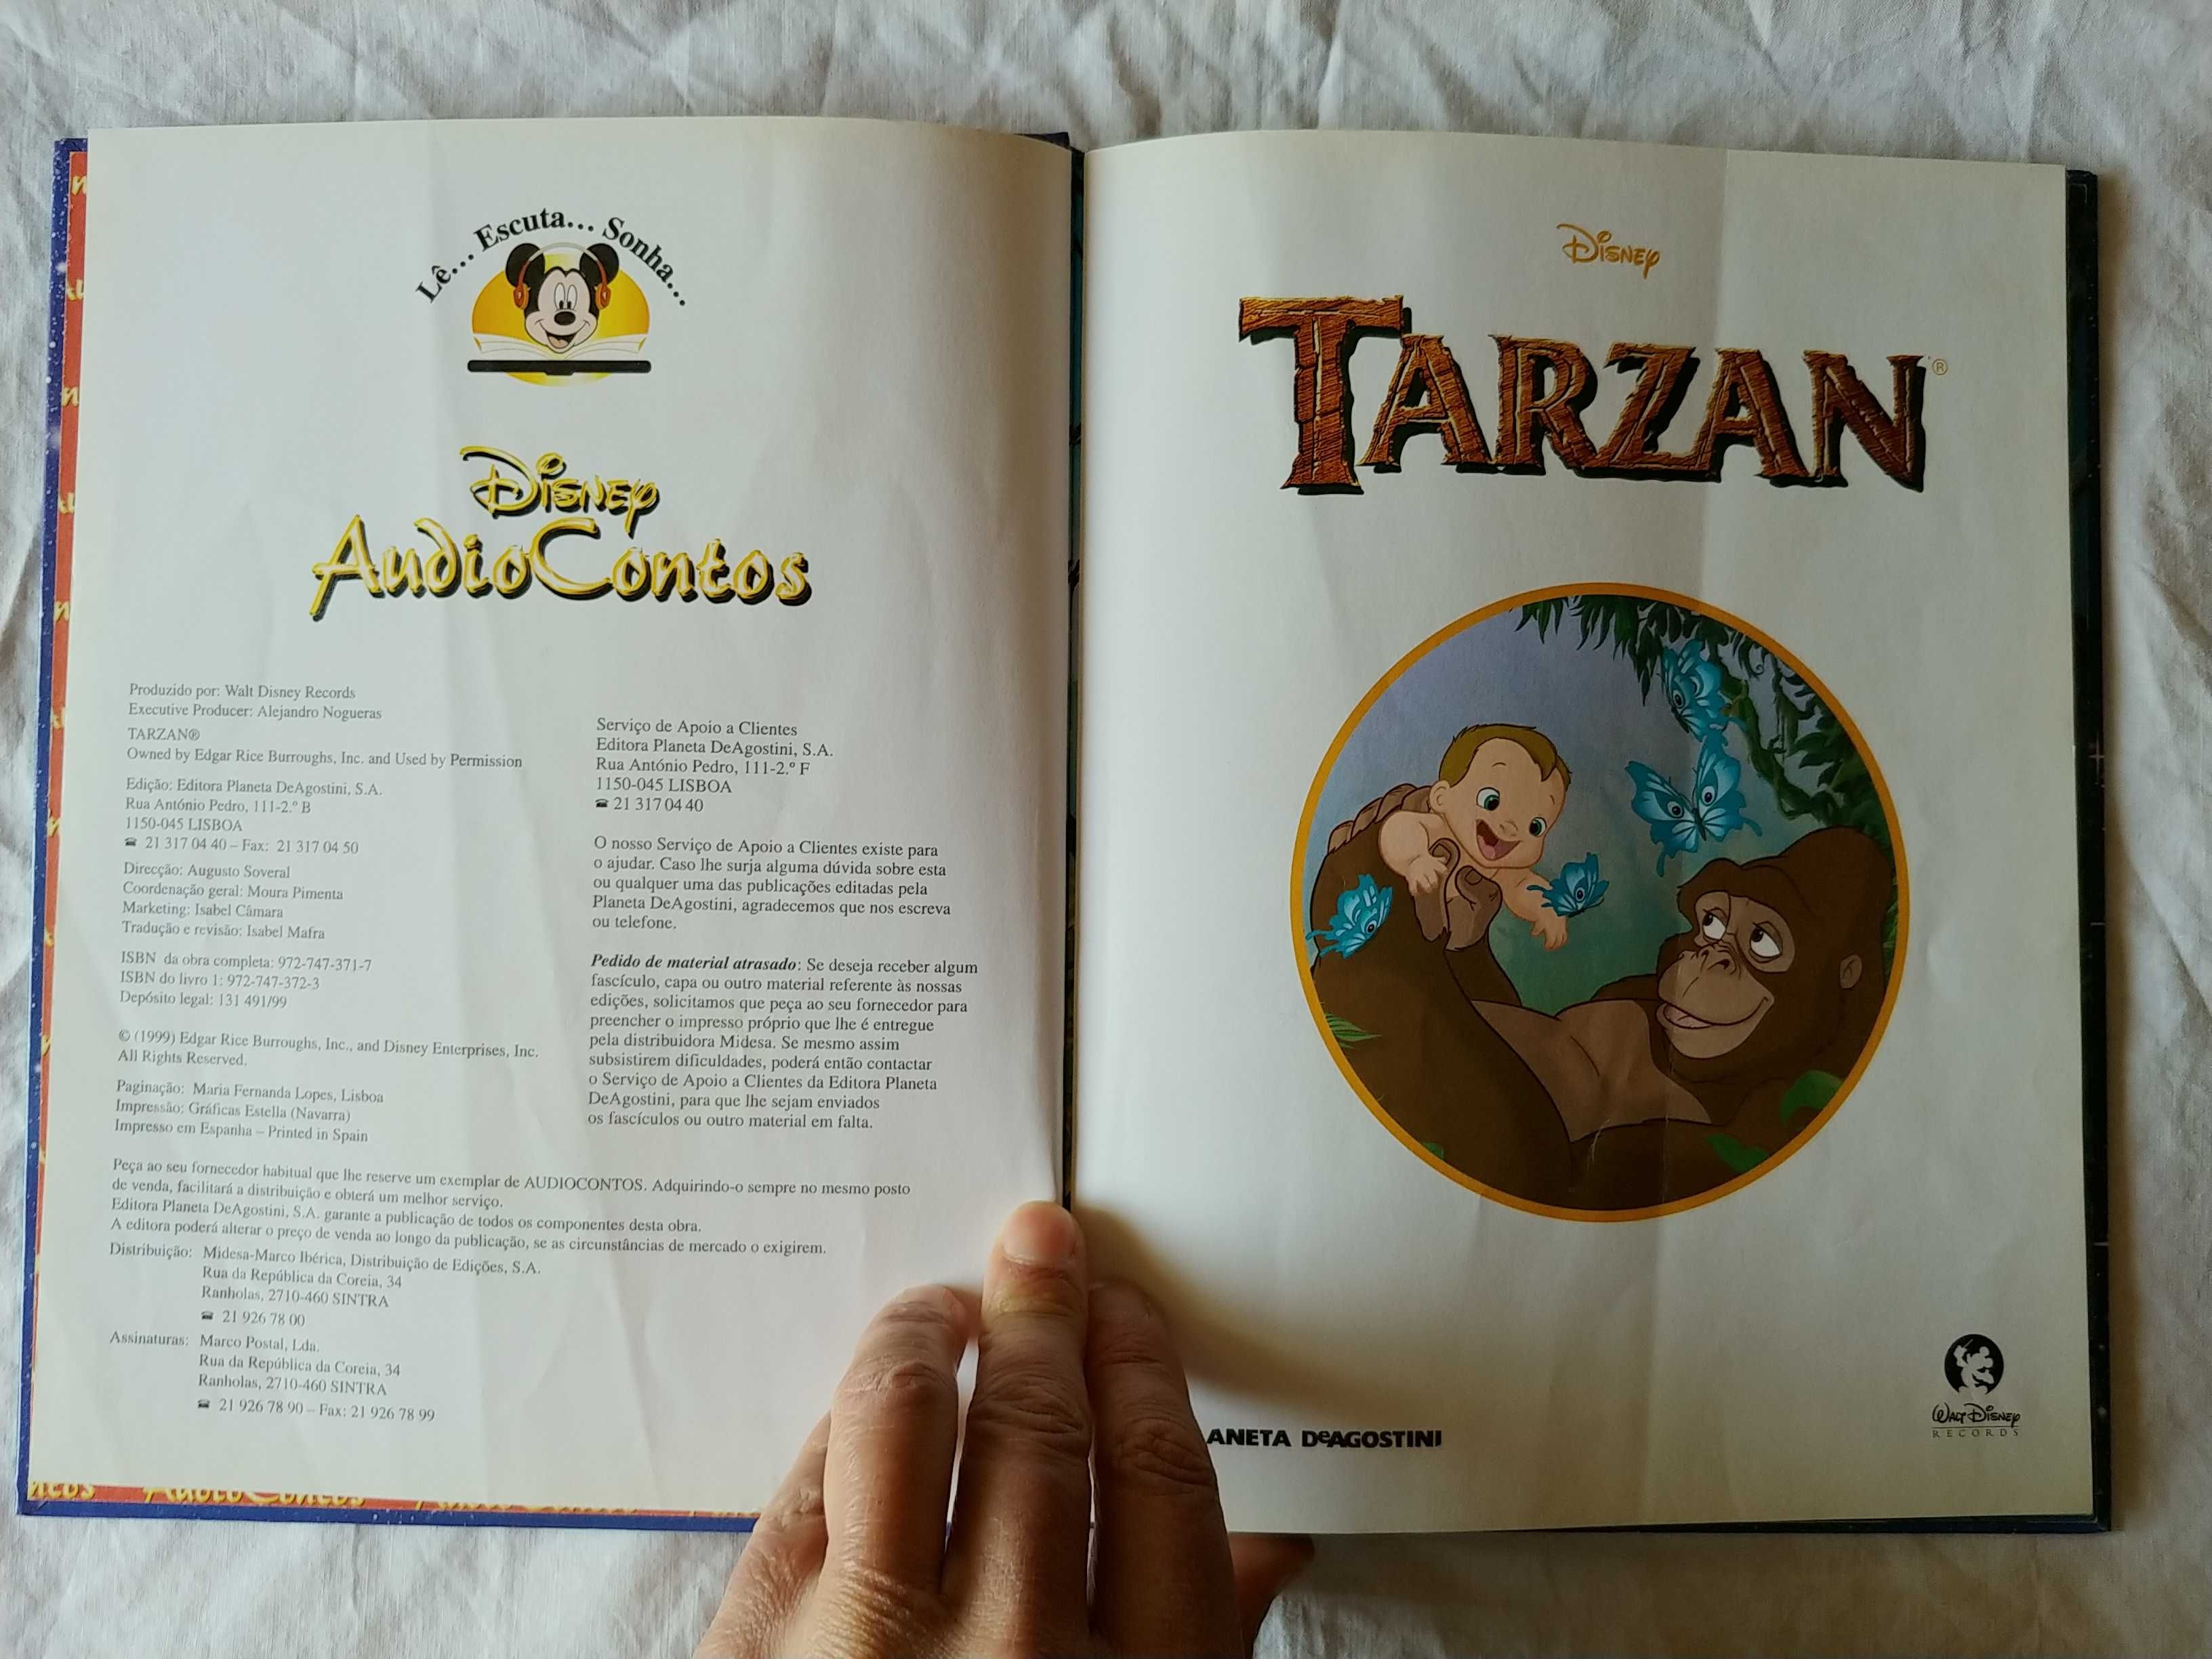 Lê... Escuta... Sonha...
Disney
AudioContos
Produzido por: Walt Disney Records
Executive Producer: Alejandro Nogueras
TARZAN®
Owned by Edgar Rice Burroughs, Inc. and Used by Permission
Edição: Editora Planeta DeAgostini, S.A.
Rua António Pedro, 111-2.º B
1150-045 LISBOA
☎ 21 317 04 40 – Fax: 21 317 04 50
Direcção: Augusto Soveral
Coordenação geral: Moura Pimenta
Marketing: Isabel Câmara
Tradução e revisão: Isabel Mafra
ISBN da obra completa: 972-747-371-7
ISBN do livro 1: 972-747-372-3
Depósito legal: 131 491/99
© (1999) Edgar Rice Burroughs, Inc., and Disney Enterprises, Inc.
All Rights Reserved.
Paginação: Maria Fernanda Lopes, Lisboa
Impressão: Gráficas Estella (Navarra)
Impresso em Espanha – Printed in Spain
Serviço de Apoio a Clientes
Editora Planeta DeAgostini, S.A.
Rua António Pedro, 111-2.º F
1150-045 LISBOA
☎ 21 317 04 40
O nosso Serviço de Apoio a Clientes existe para
o ajudar. Caso lhe surja alguma dúvida sobre esta
ou qualquer uma das publicações editadas pela
Planeta DeAgostini, agradecemos que nos escreva
ou telefone.
Pedido de material atrasado: Se deseja receber algum
fascículo, capa ou outro material referente às nossas
edições, solicitamos que peça ao seu fornecedor para
preencher o impresso próprio que lhe é entregue
pela distribuidora Midesa. Se mesmo assim
subsistirem dificuldades, poderá então contactar
o Serviço de Apoio a Clientes da Editora Planeta
DeAgostini, para que lhe sejam enviados
os fascículos ou outro material em falta.
Peça ao seu fornecedor habitual que lhe reserve um exemplar de AUDIOCONTOS. Adquirindo-o sempre no mesmo posto
de venda, facilitará a distribuição e obterá um melhor serviço.
Editora Planeta DeAgostini, S.A. garante a publicação de todos os componentes desta obra.
A editora poderá alterar o preço de venda ao longo da publicação, se as circunstâncias de mercado o exigirem.
Distribuição: Midesa-Marco Ibérica, Distribuição de Edições, S.A.
Rua da República da Coreia, 34
Ranholas, 2710-460 SINTRA
☎ 21 926 78 00
Assinaturas: Marco Postal, Lda.
Rua da República da Coreia, 34
Ranholas, 2710-460 SINTRA
☎ 21 926 78 90 – Fax: 21 926 78 99
Disney
TARZAN®
ANETA DeAGOSTINI
WALT DISNEY
RECORDS